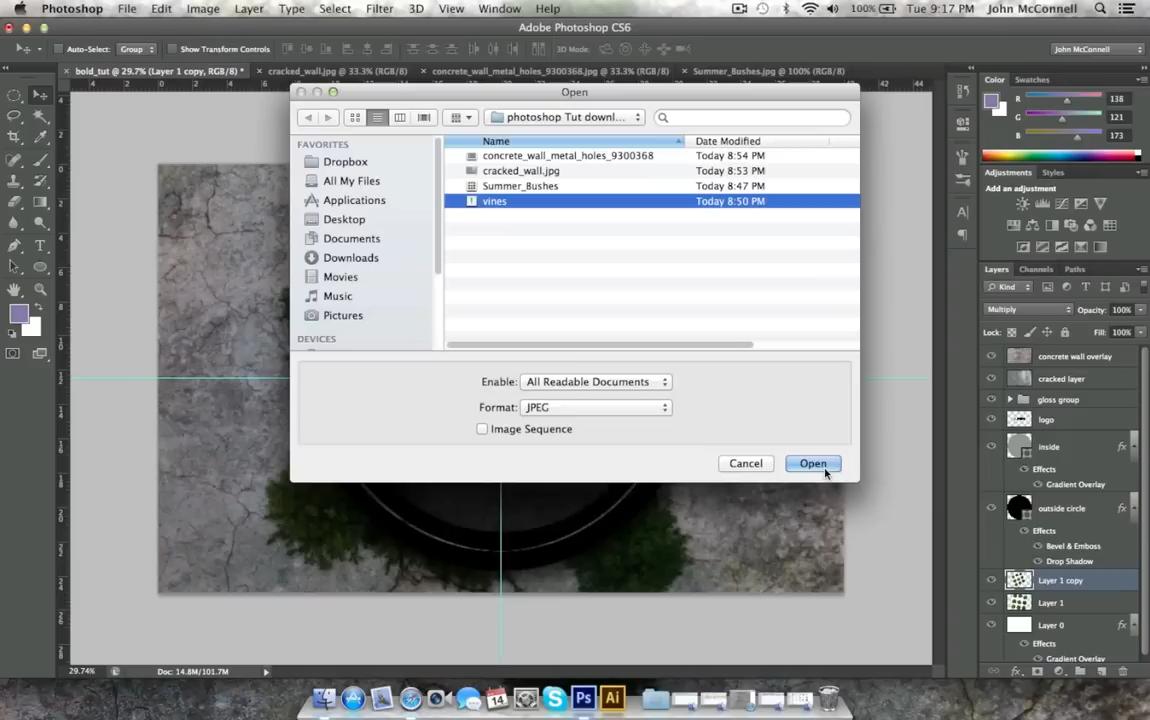 Photoshop File Edit Image Layer Type Select Filter 3D View Window Help 100% Tue 9:17 PM John McConnell
Adobe Photoshop CS6
Auto-Select: Group Show Transform Controls 3D Mode: John McConnell
bold_tut @ 29.7% (Layer 1 copy, RGB/8) * cracked_wall.jpg @ 33.3% (RGB/8) concrete_wall_metal_holes_9300368.jpg @ 33.3% (RGB/8) Summer_Bushes.jpg @ 100% (RGB/8)
Open
photoshop Tut downl...
FAVORITES
Dropbox
All My Files
Applications
Desktop
Documents
Downloads
Movies
Music
Pictures
DEVICES
Name Date Modified
concrete_wall_metal_holes_9300368 Today 8:54 PM
cracked_wall.jpg Today 8:53 PM
Summer_Bushes Today 8:47 PM
vines Today 8:50 PM
Enable: All Readable Documents
Format: JPEG
Image Sequence
Cancel Open
Color Swatches
R 138
G 121
B 173
Adjustments Styles
Add an adjustment
Layers Channels Paths
Kind
Multiply Opacity: 100%
Lock: Fill: 100%
concrete wall overlay
cracked layer
gloss group
logo
inside fx
Effects
Gradient Overlay
outside circle fx
Effects
Bevel & Emboss
Drop Shadow
Layer 1 copy
Layer 1
Layer 0 fx
Effects
Gradient Overlay
29.74% Doc: 14.8M/101.7M